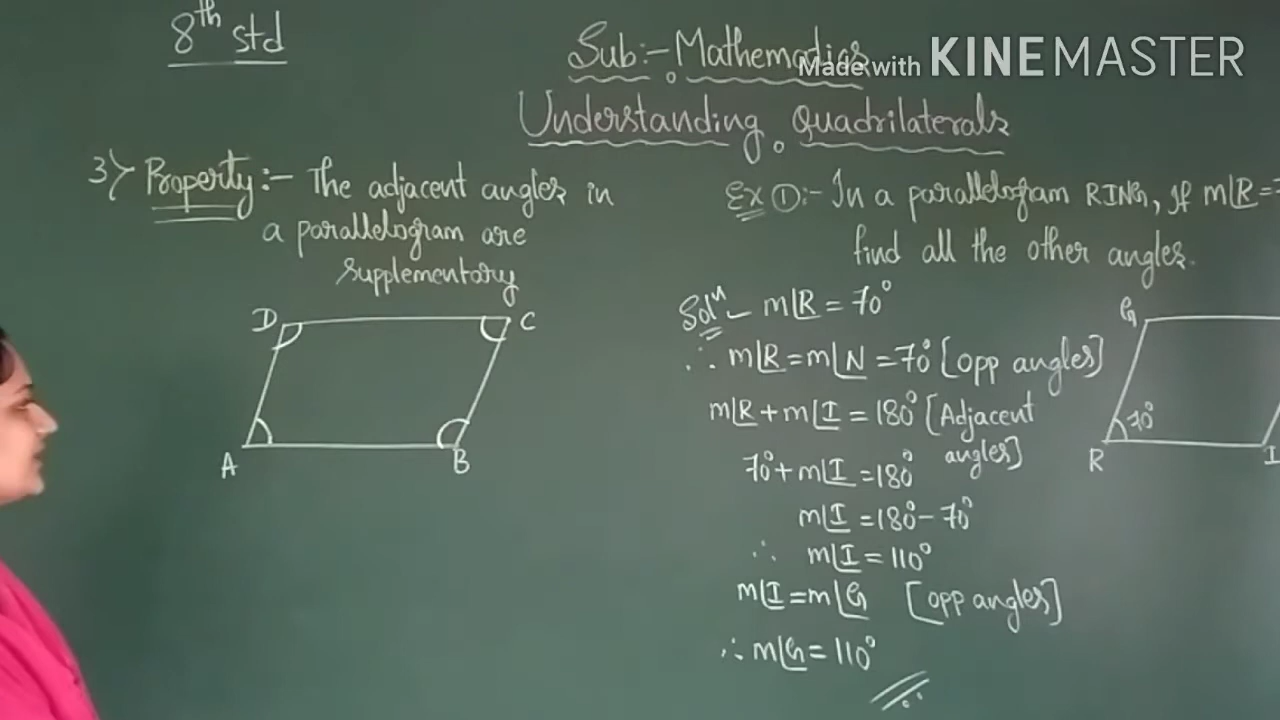 8th std
Sub:- Mathematics
Made with KINEMASTER
Understanding Quadrilaterals
3) Property:- The adjacent angles in
a parallelogram are
supplementary
D C
A B
Ex ①:- In a parallelogram RING, if m∠R = 7
find all the other angles.
Solⁿ - m∠R = 70°
∴ m∠R = m∠N = 70° [opp angles]
m∠R + m∠I = 180° [Adjacent
angles]
70° + m∠I = 180°
m∠I = 180° - 70°
∴ m∠I = 110°
m∠I = m∠G [opp angles]
∴ m∠G = 110°
G
70°
R I